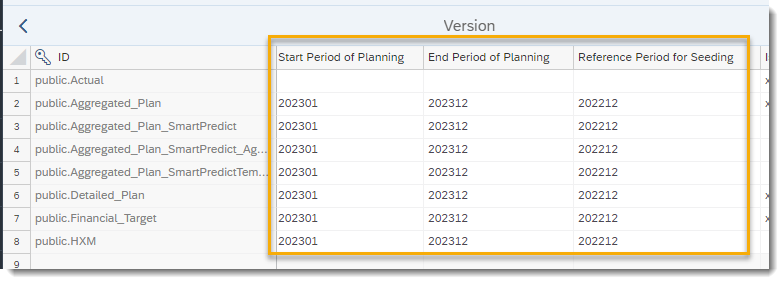 Version
ID Start Period of Planning End Period of Planning Reference Period for Seeding
1 public.Actual
2 public.Aggregated_Plan 202301 202312 202212
3 public.Aggregated_Plan_SmartPredict 202301 202312 202212
4 public.Aggregated_Plan_SmartPredict_Ag... 202301 202312 202212
5 public.Aggregated_Plan_SmartPredictTem... 202301 202312 202212
6 public.Detailed_Plan 202301 202312 202212
7 public.Financial_Target 202301 202312 202212
8 public.HXM 202301 202312 202212
9